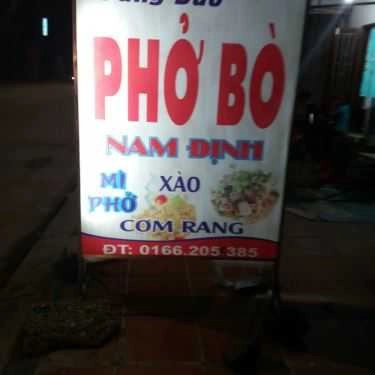 PHỞ BÒ
NAM ĐỊNH
MÌ XÀO
PHỞ
CƠM RANG
ĐT: 0166.205.385